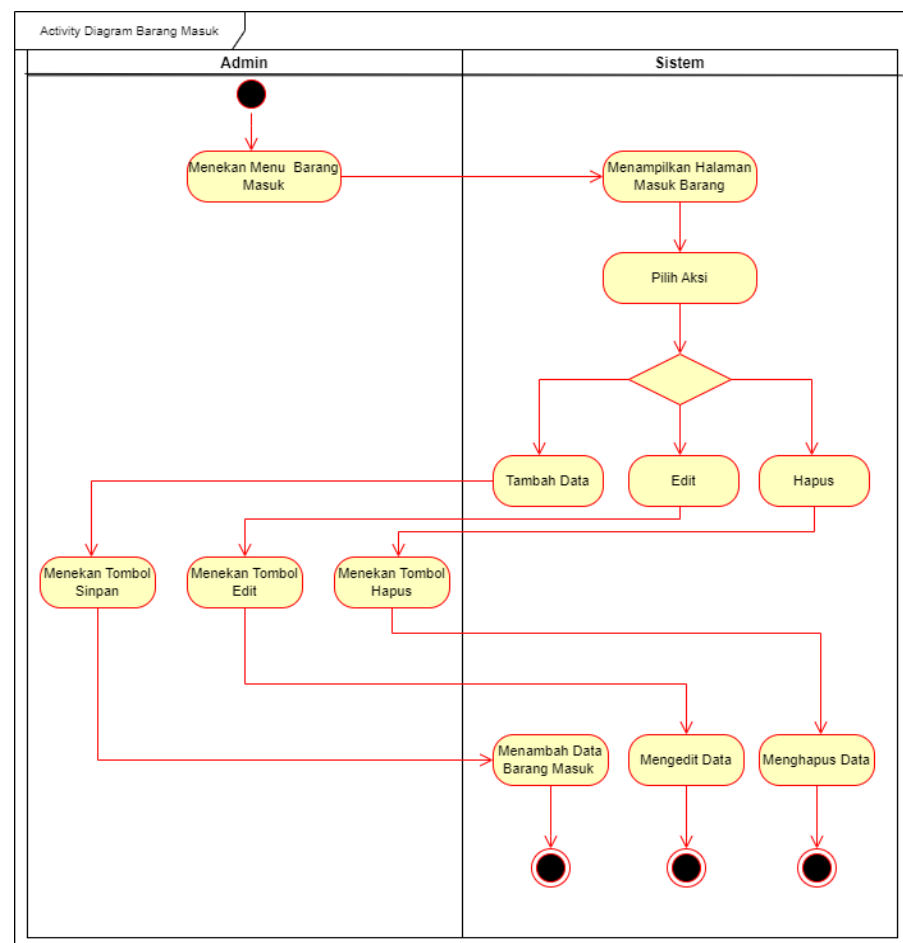 Activity Diagram Barang Masuk
Admin
Sistem
Menekan Menu Barang
Masuk
Menampilkan Halaman
Masuk Barang
Pilih Aksi
Tambah Data
Edit
Hapus
Menekan Tombol
Sinpan
Menekan Tombol
Edit
Menekan Tombol
Hapus
Menambah Data
Barang Masuk
Mengedit Data
Menghapus Data